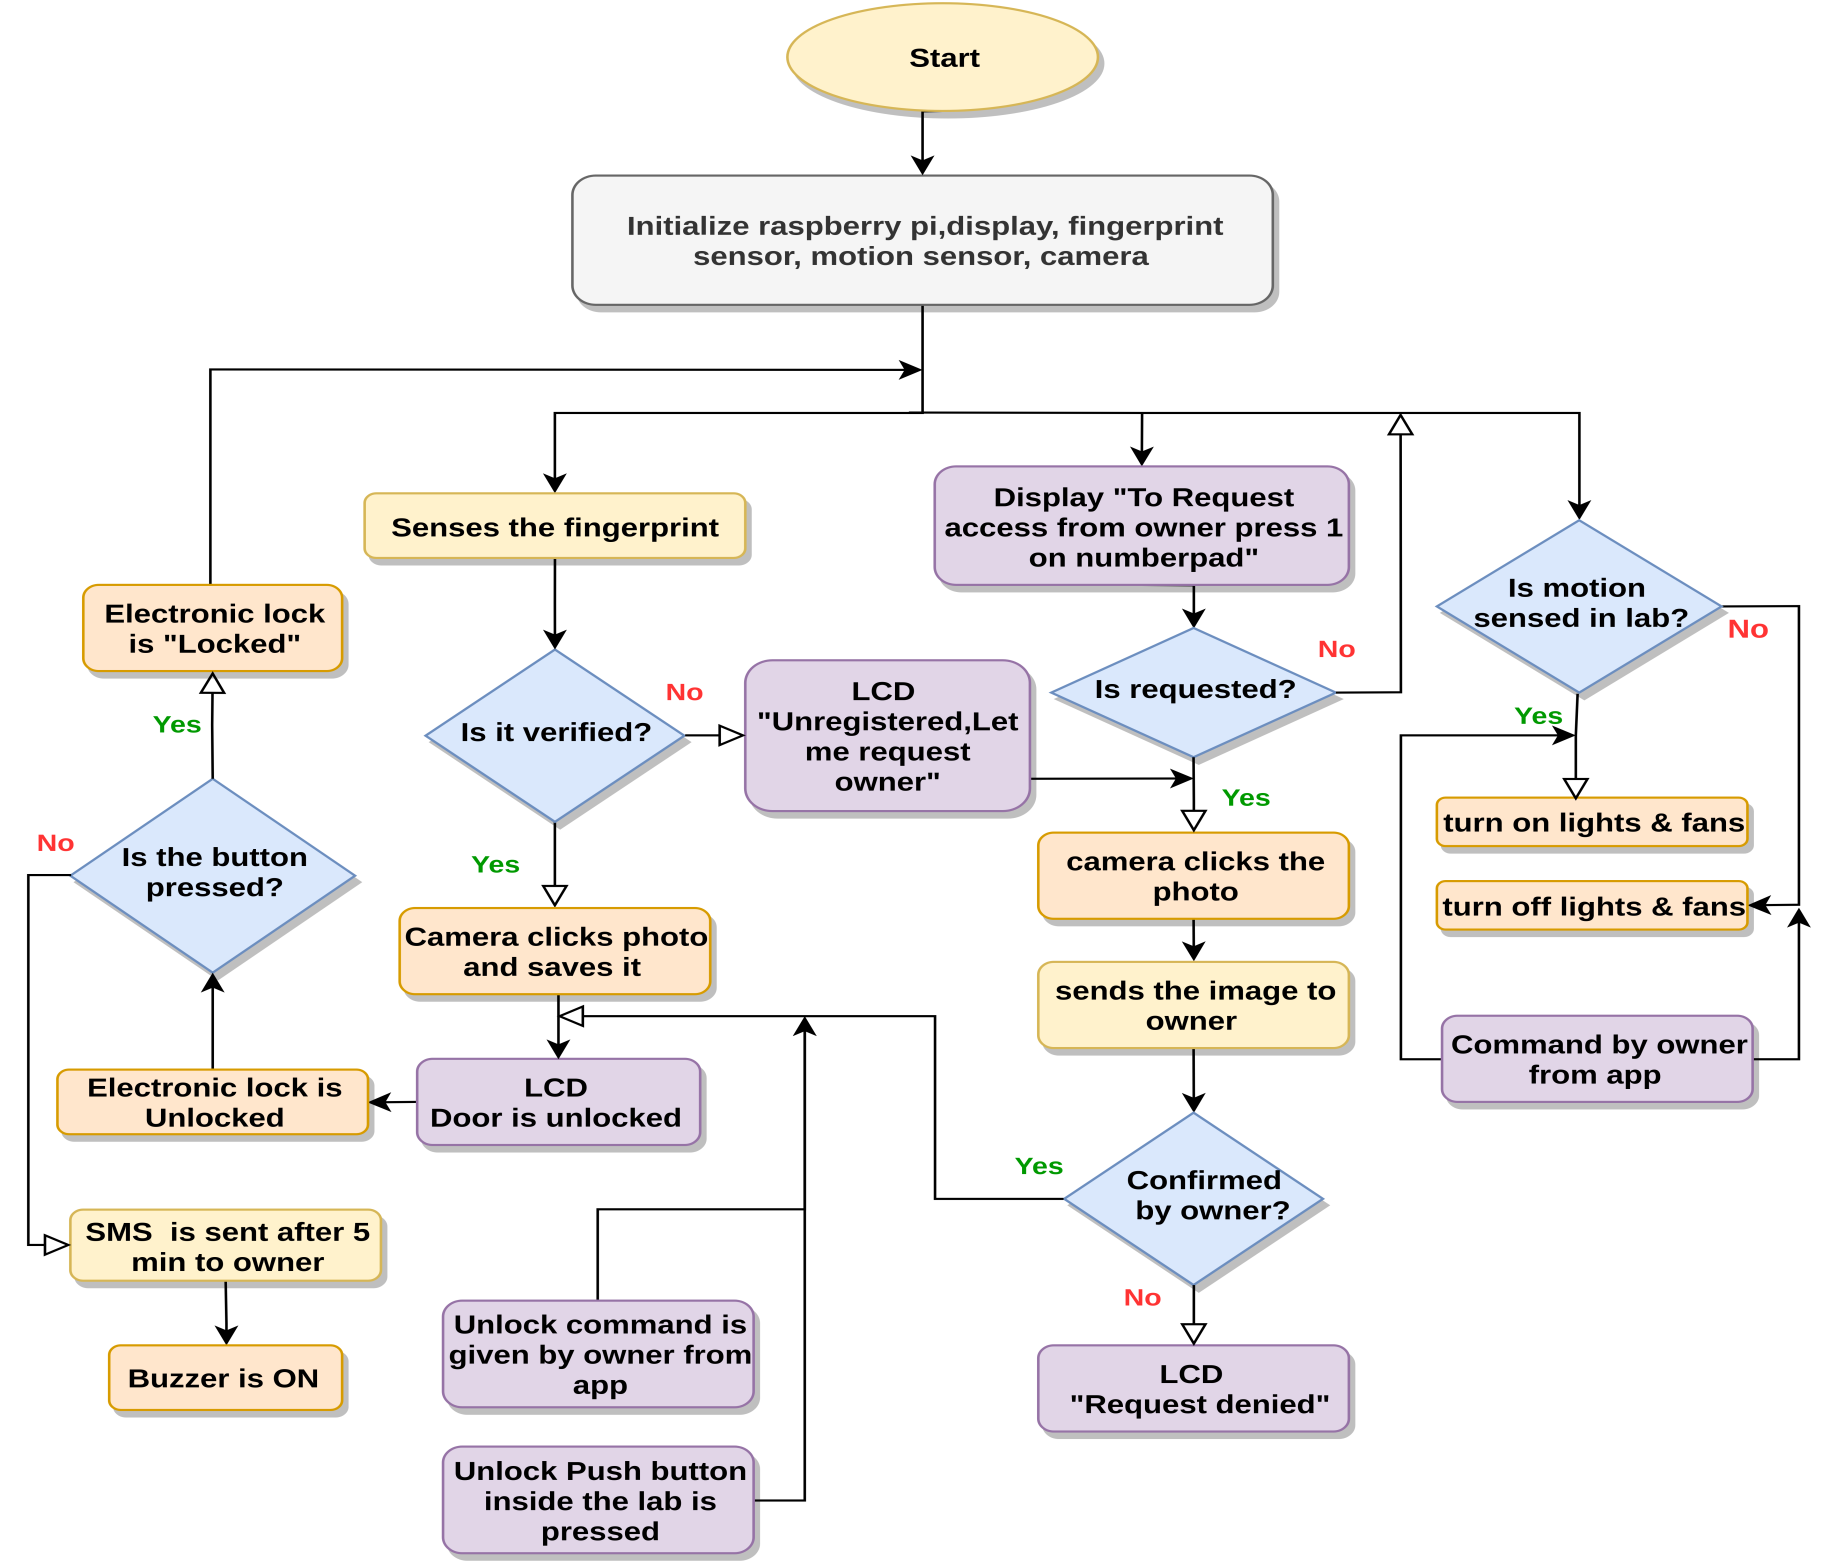 Start
Initialize raspberry pi,display, fingerprint
sensor, motion sensor, camera
Senses the fingerprint
Display "To Request
access from owner press 1
on numberpad"
Is motion
sensed in lab?
No
Electronic lock
is "Locked"
Is it verified?
No
LCD
"Unregistered,Let
me request
owner"
Is requested?
No
Yes
Yes
Yes
turn on lights & fans
Is the button
pressed?
No
Yes
camera clicks the
photo
turn off lights & fans
Camera clicks photo
and saves it
sends the image to
owner
Command by owner
from app
Electronic lock is
Unlocked
LCD
Door is unlocked
Yes
Confirmed
by owner?
SMS  is sent after 5
min to owner
No
Unlock command is
given by owner from
app
LCD
"Request denied"
Buzzer is ON
Unlock Push button
inside the lab is
pressed